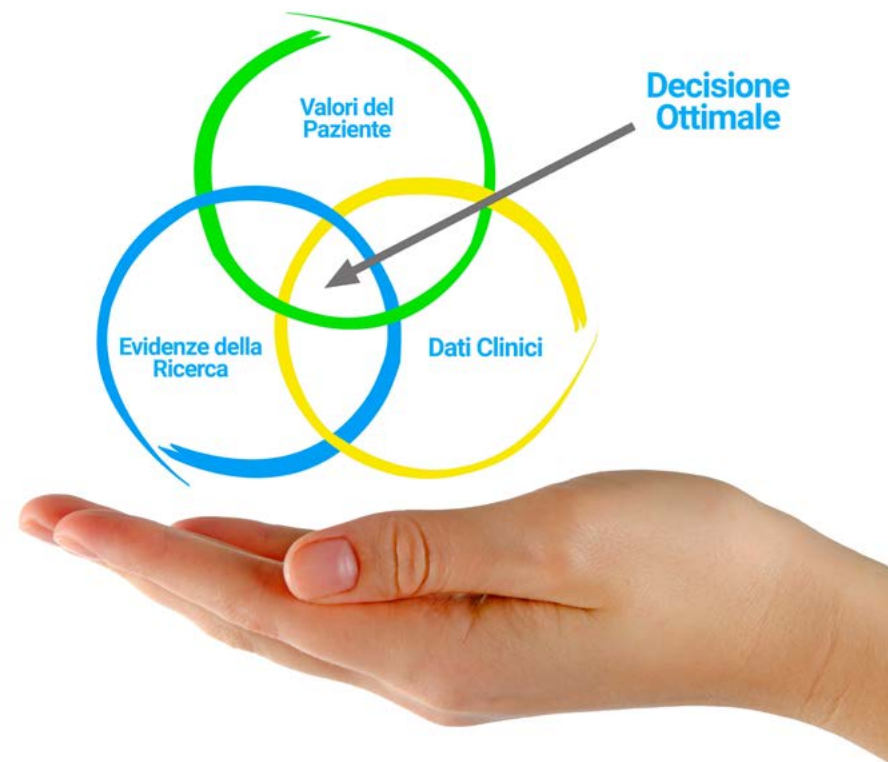 Valori del
Paziente
Decisione
Ottimale
Evidenze della
Ricerca
Dati Clinici